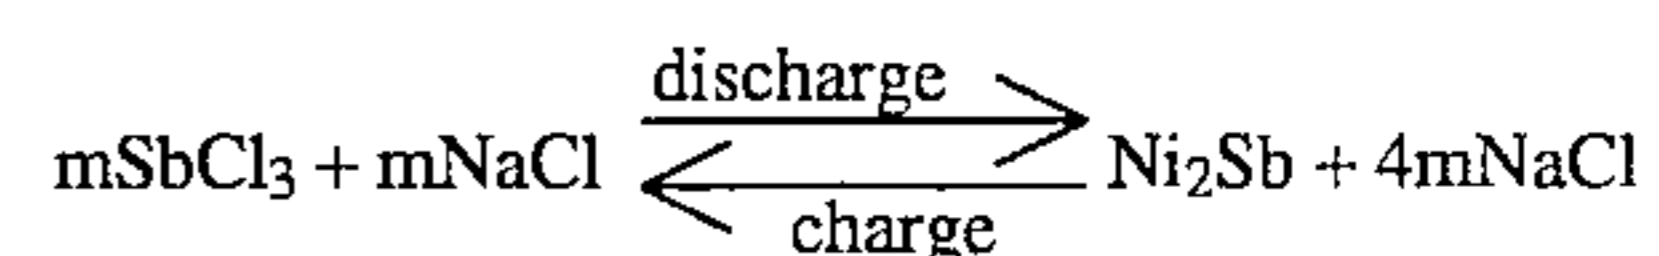 discharge
mSbCl₃ + mNaCl ⇄ Ni₂Sb + 4mNaCl
charge